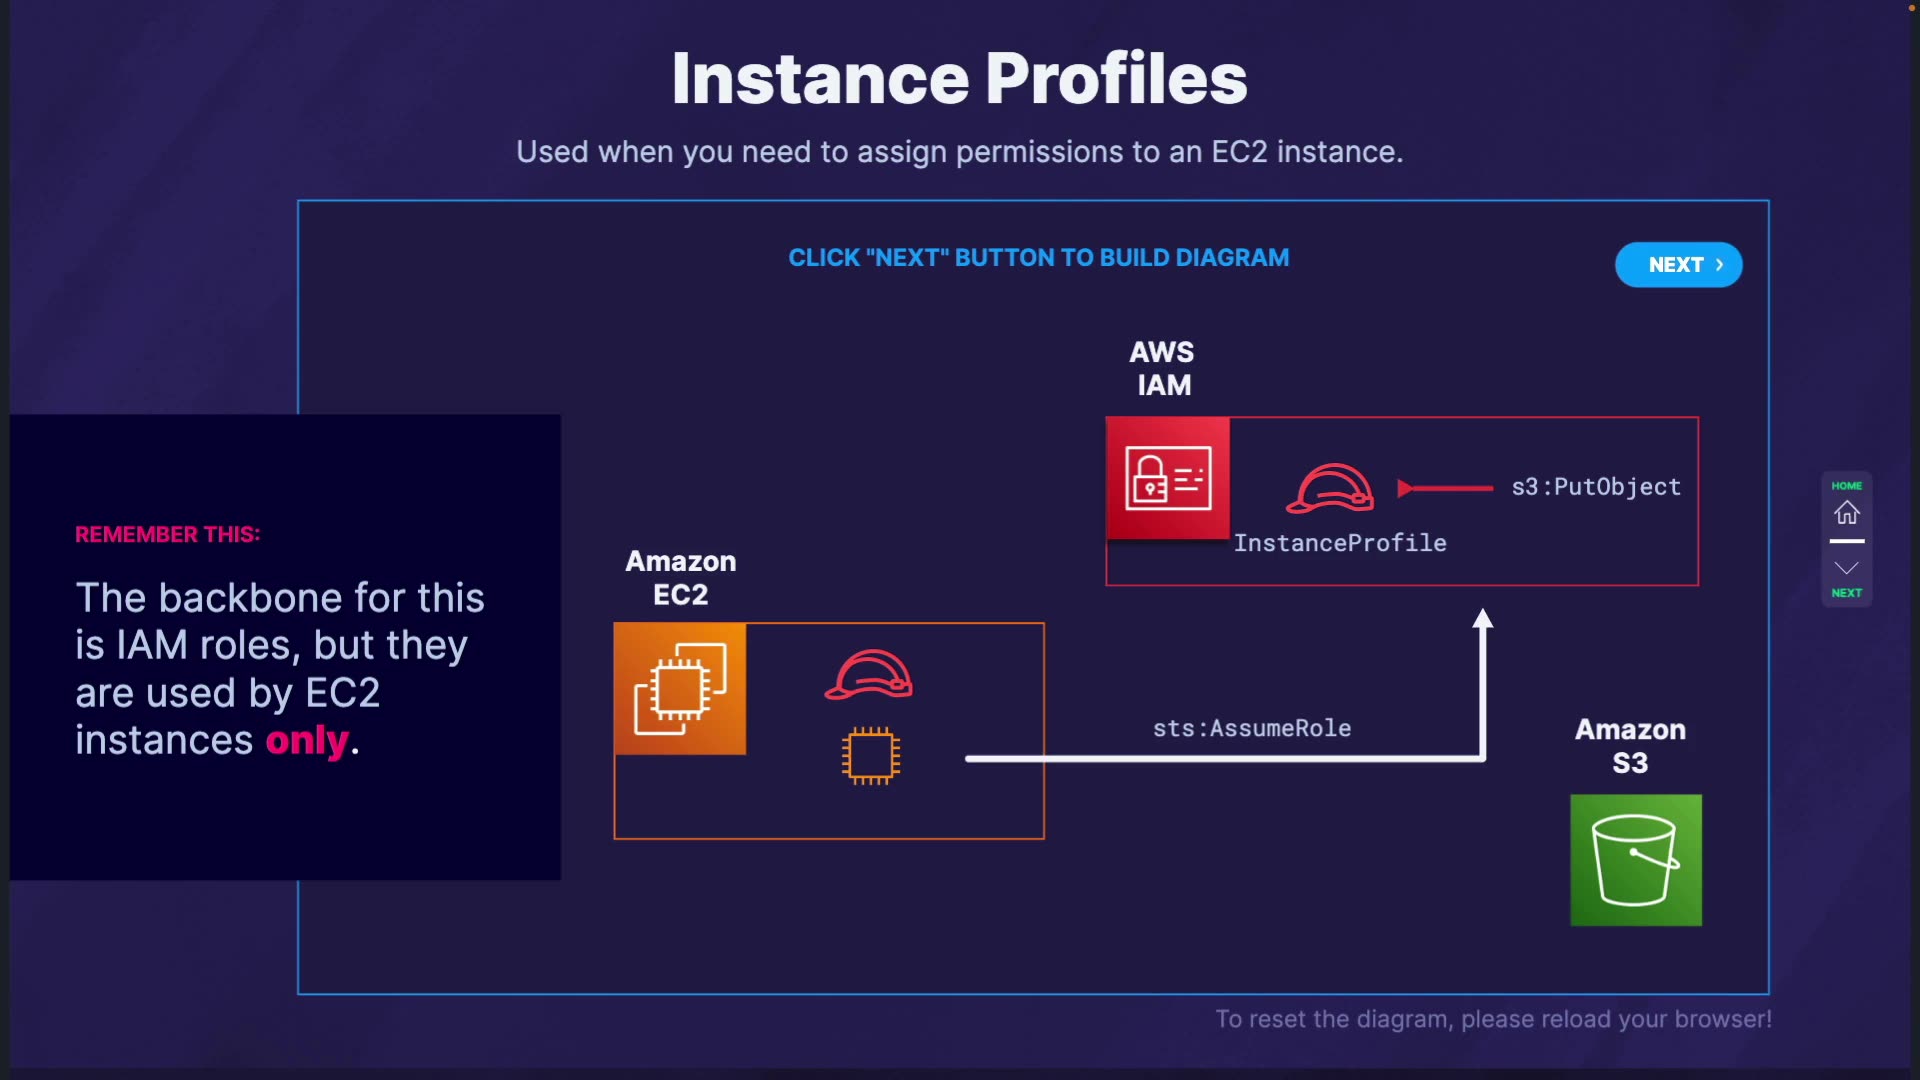 Instance Profiles
Used when you need to assign permissions to an EC2 instance.
CLICK "NEXT" BUTTON TO BUILD DIAGRAM
NEXT ›
AWS
IAM
s3:PutObject
InstanceProfile
HOME
NEXT
REMEMBER THIS:
The backbone for this
is IAM roles, but they
are used by EC2
instances only.
Amazon
EC2
sts:AssumeRole
Amazon
S3
To reset the diagram, please reload your browser!